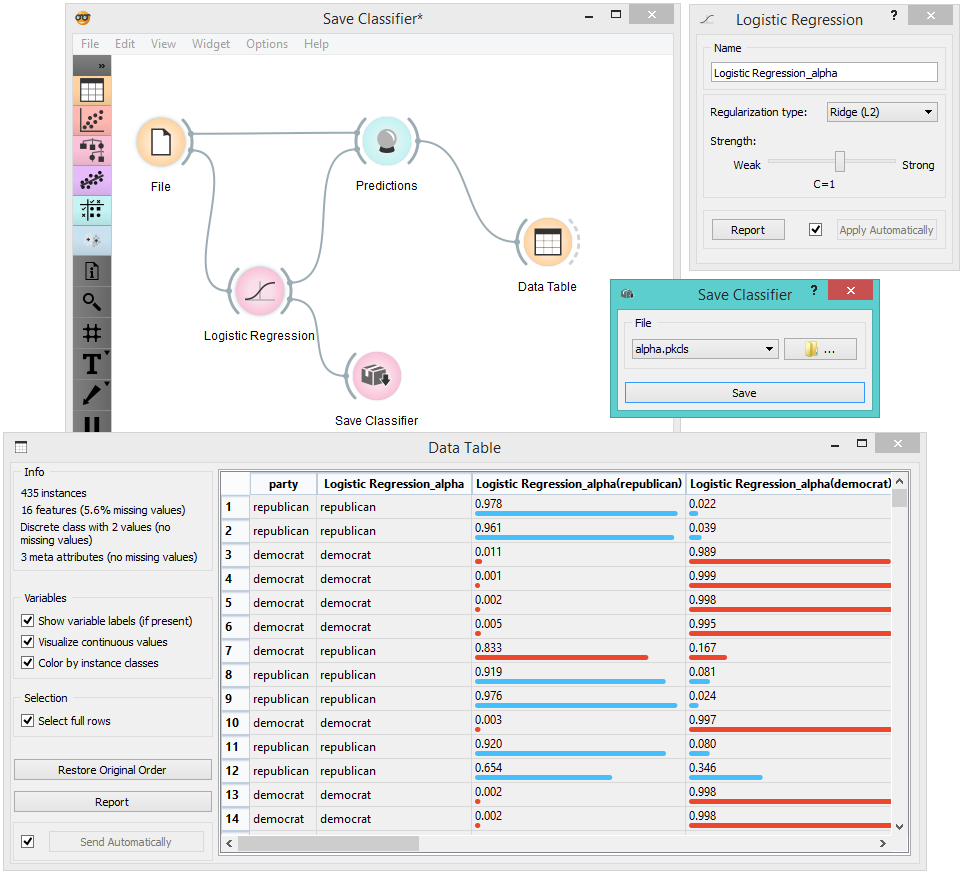 Save Classifier*
File Edit View Widget Options Help
»
File
Predictions
Data Table
Logistic Regression
Save Classifier
T
Logistic Regression
?
Name
Logistic Regression_alpha
Regularization type: Ridge (L2)
Strength:
Weak Strong
C=1
Report Apply Automatically
Save Classifier ?
File
alpha.pkcls ...
Save
Data Table
Info
435 instances
16 features (5.6% missing values)
Discrete class with 2 values (no
missing values)
3 meta attributes (no missing values)
Variables
Show variable labels (if present)
Visualize continuous values
Color by instance classes
Selection
Select full rows
Restore Original Order
Report
Send Automatically
party Logistic Regression_alpha Logistic Regression_alpha(republican) Logistic Regression_alpha(democrat)
1 republican republican 0.978 0.022
2 republican republican 0.961 0.039
3 democrat democrat 0.011 0.989
4 democrat democrat 0.001 0.999
5 democrat democrat 0.002 0.998
6 democrat democrat 0.005 0.995
7 democrat republican 0.833 0.167
8 republican republican 0.919 0.081
9 republican republican 0.976 0.024
10 democrat democrat 0.003 0.997
11 republican republican 0.920 0.080
12 republican republican 0.654 0.346
13 democrat democrat 0.002 0.998
14 democrat democrat 0.002 0.998